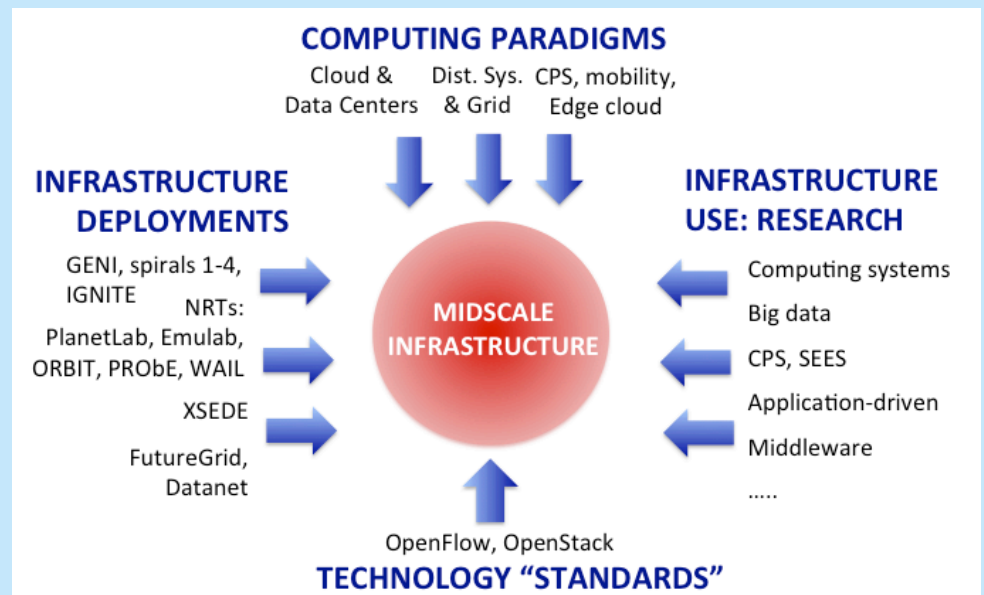 COMPUTING PARADIGMS
Cloud &
Data Centers
Dist. Sys.
& Grid
CPS, mobility,
Edge cloud
INFRASTRUCTURE
DEPLOYMENTS
GENI, spirals 1-4,
IGNITE
NRTs:
PlanetLab, Emulab,
ORBIT, PRObE, WAIL
XSEDE
FutureGrid,
Datanet
MIDSCALE
INFRASTRUCTURE
INFRASTRUCTURE
USE: RESEARCH
Computing systems
Big data
CPS, SEES
Application-driven
Middleware
…..
OpenFlow, OpenStack
TECHNOLOGY “STANDARDS”